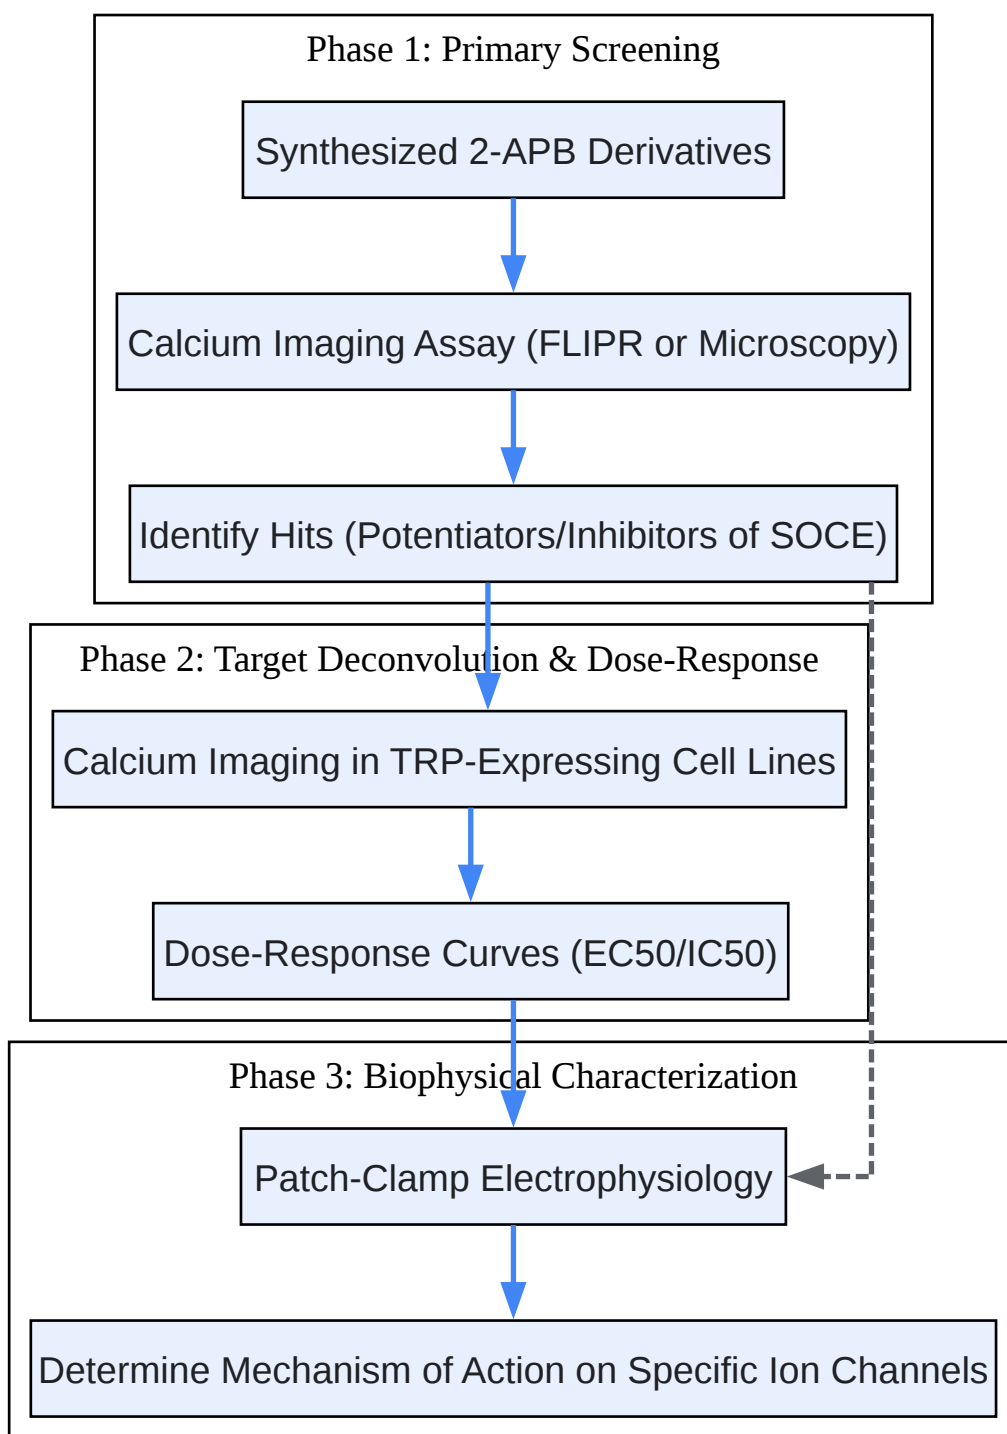 Phase 1: Primary Screening
Synthesized 2-APB Derivatives
Calcium Imaging Assay (FLIPR or Microscopy)
Identify Hits (Potentiators/Inhibitors of SOCE)
Phase 2: Target Deconvolution & Dose-Response
Calcium Imaging in TRP-Expressing Cell Lines
Dose-Response Curves (EC50/IC50)
Phase 3: Biophysical Characterization
Patch-Clamp Electrophysiology
Determine Mechanism of Action on Specific Ion Channels